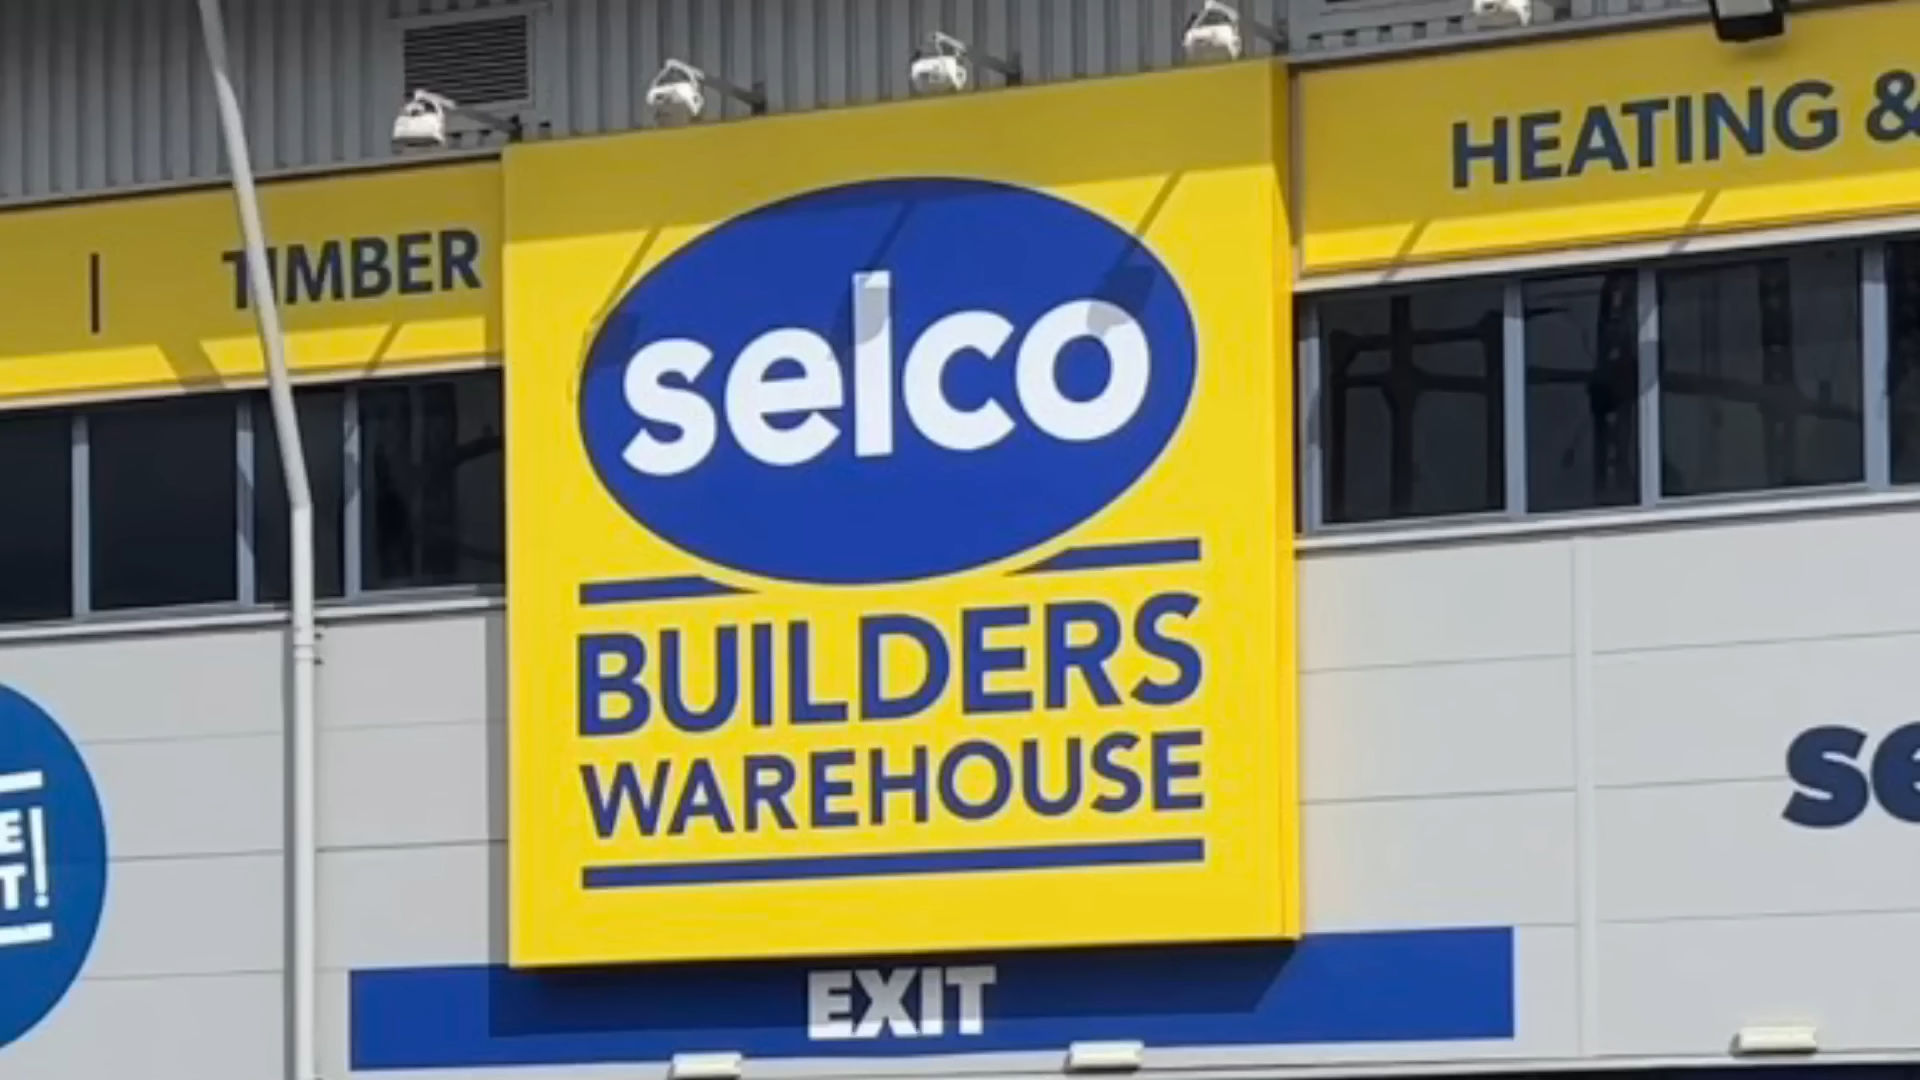 | TIMBER
HEATING &
selco
BUILDERS
WAREHOUSE
EXIT